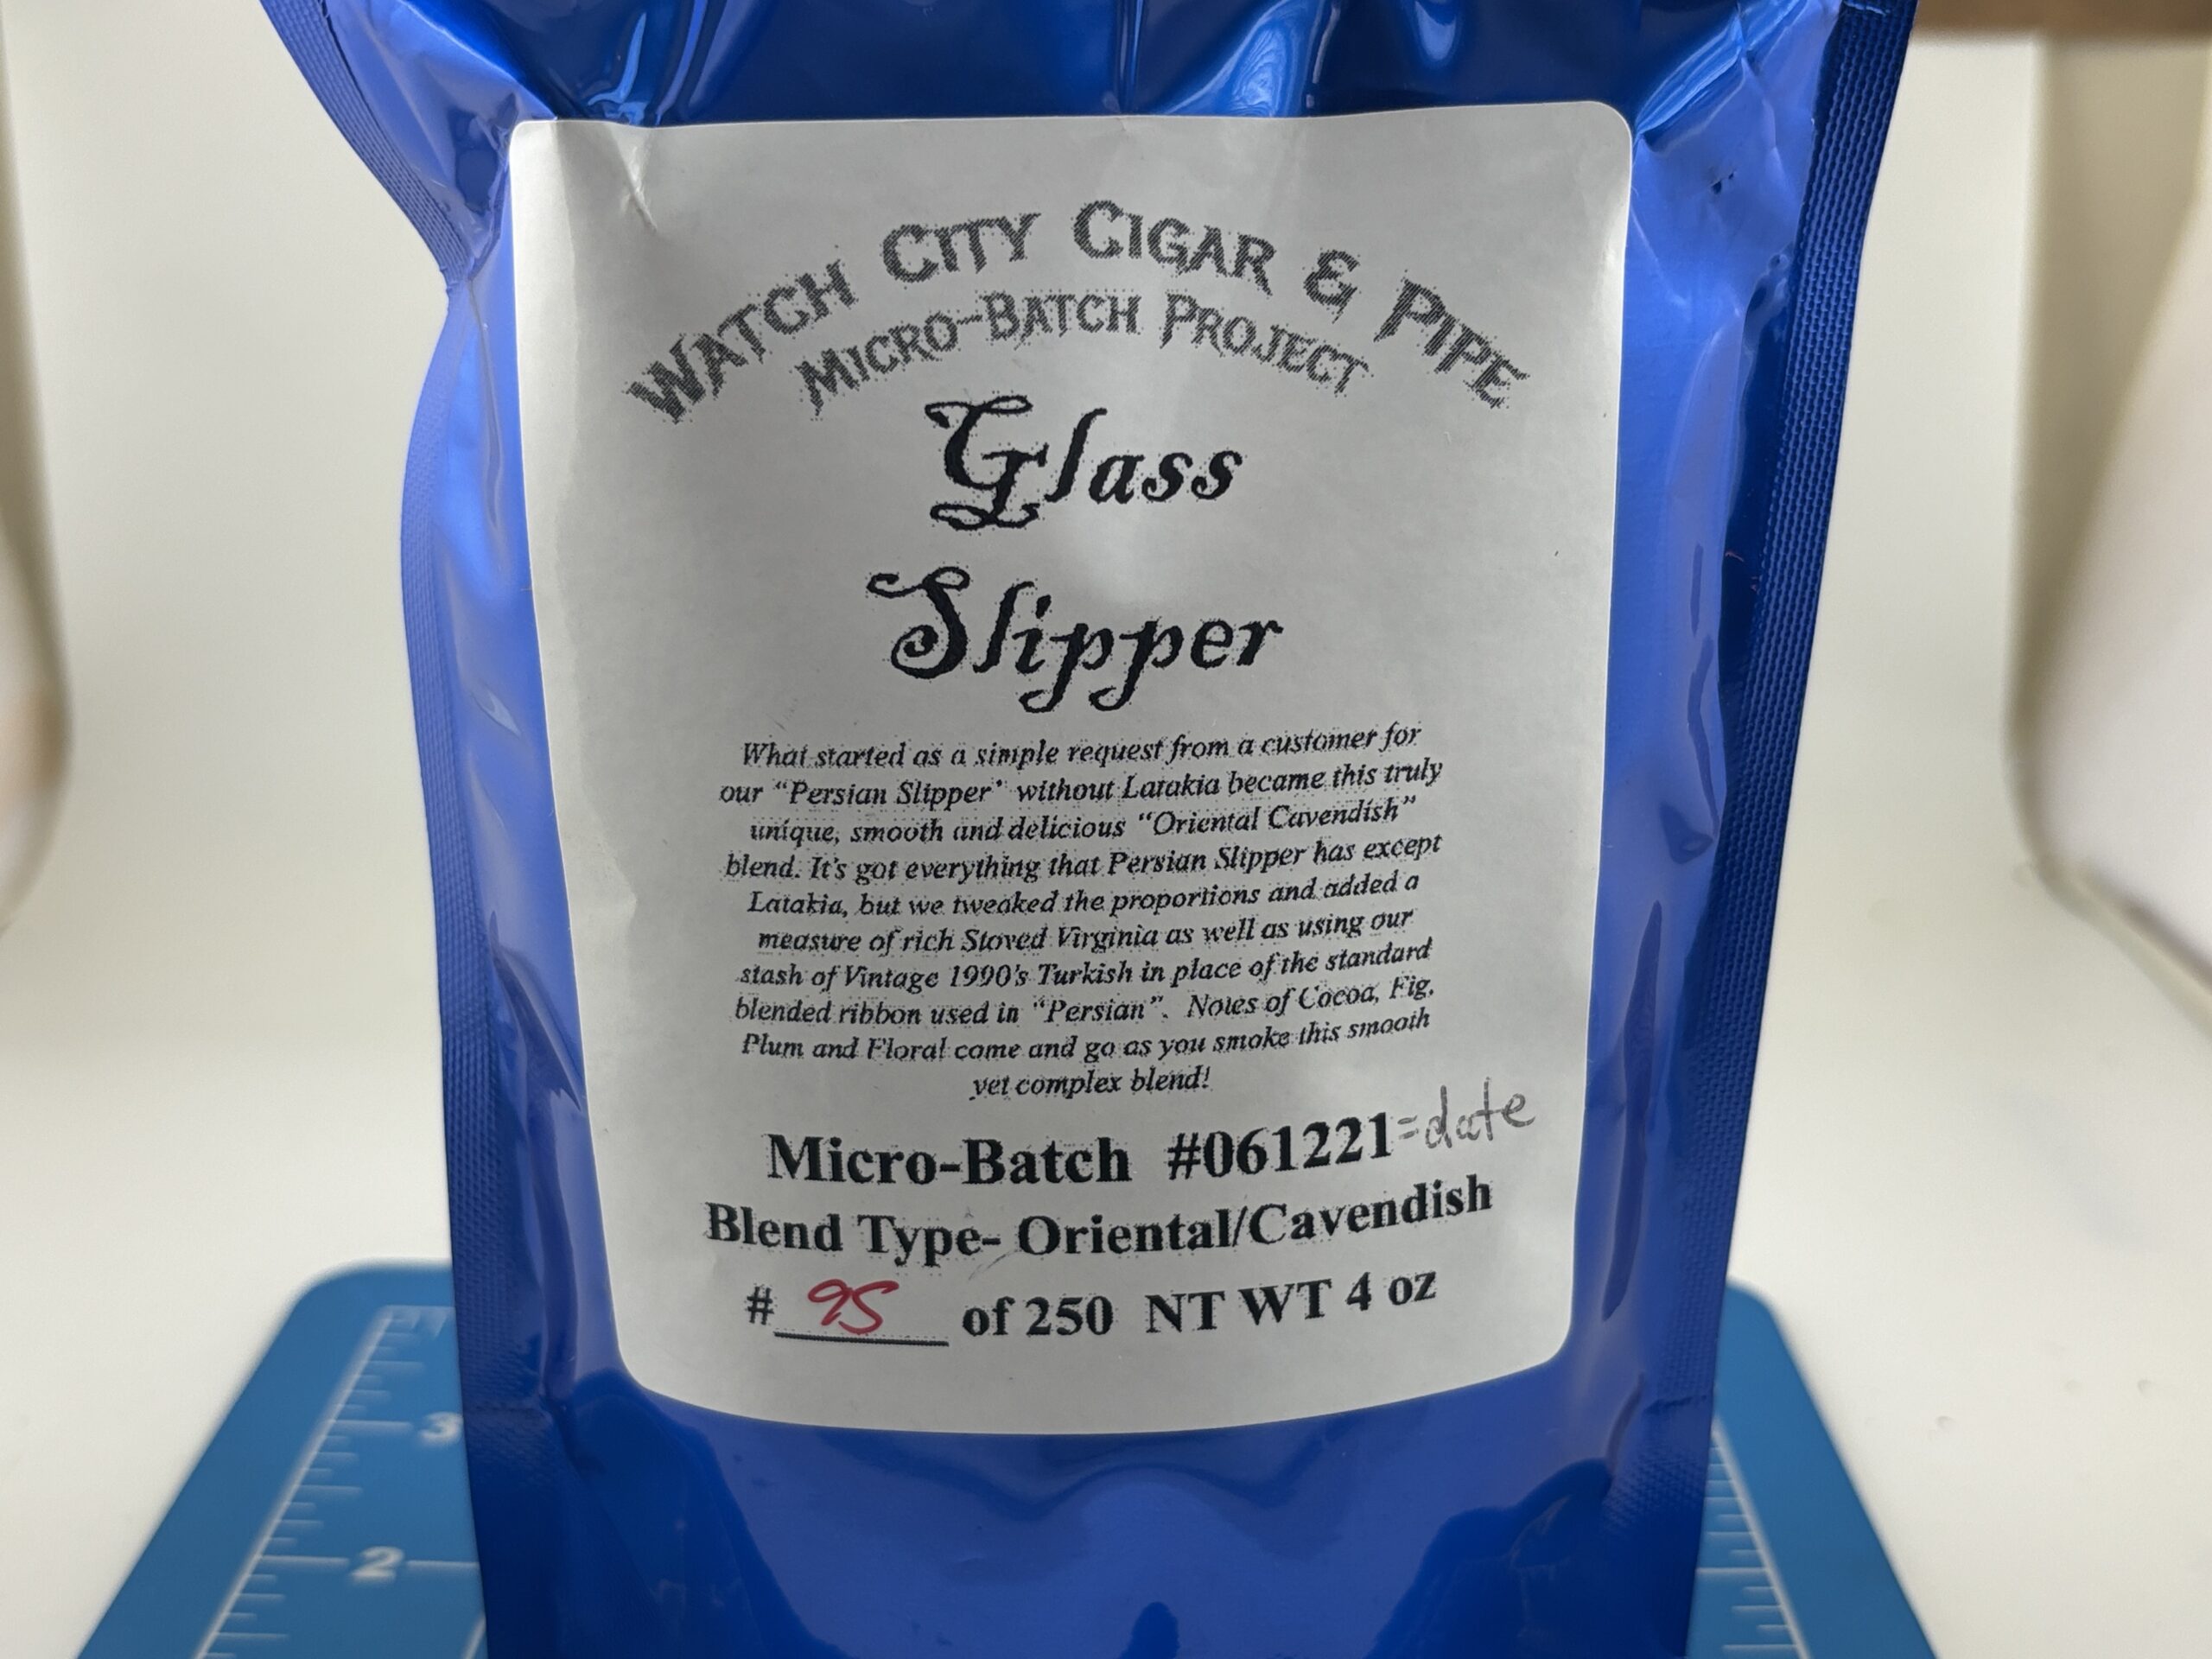 WATCH CITY CIGAR & PIPE
MICRO-BATCH PROJECT
Glass
Slipper
What started as a simple request from a customer for
our "Persian Slipper" without Latakia became this truly
unique, smooth and delicious "Oriental Cavendish"
blend. It's got everything that Persian Slipper has except
Latakia, but we tweaked the proportions and added a
measure of rich Stoved Virginia as well as using our
stash of Vintage 1990's Turkish in place of the standard
blended ribbon used in "Persian". Notes of Cocoa, Fig,
Plum and Floral come and go as you smoke this smooth
yet complex blend!
Micro-Batch #061221=date
Blend Type- Oriental/Cavendish
# 95 of 250 NT WT 4 oz
3
2